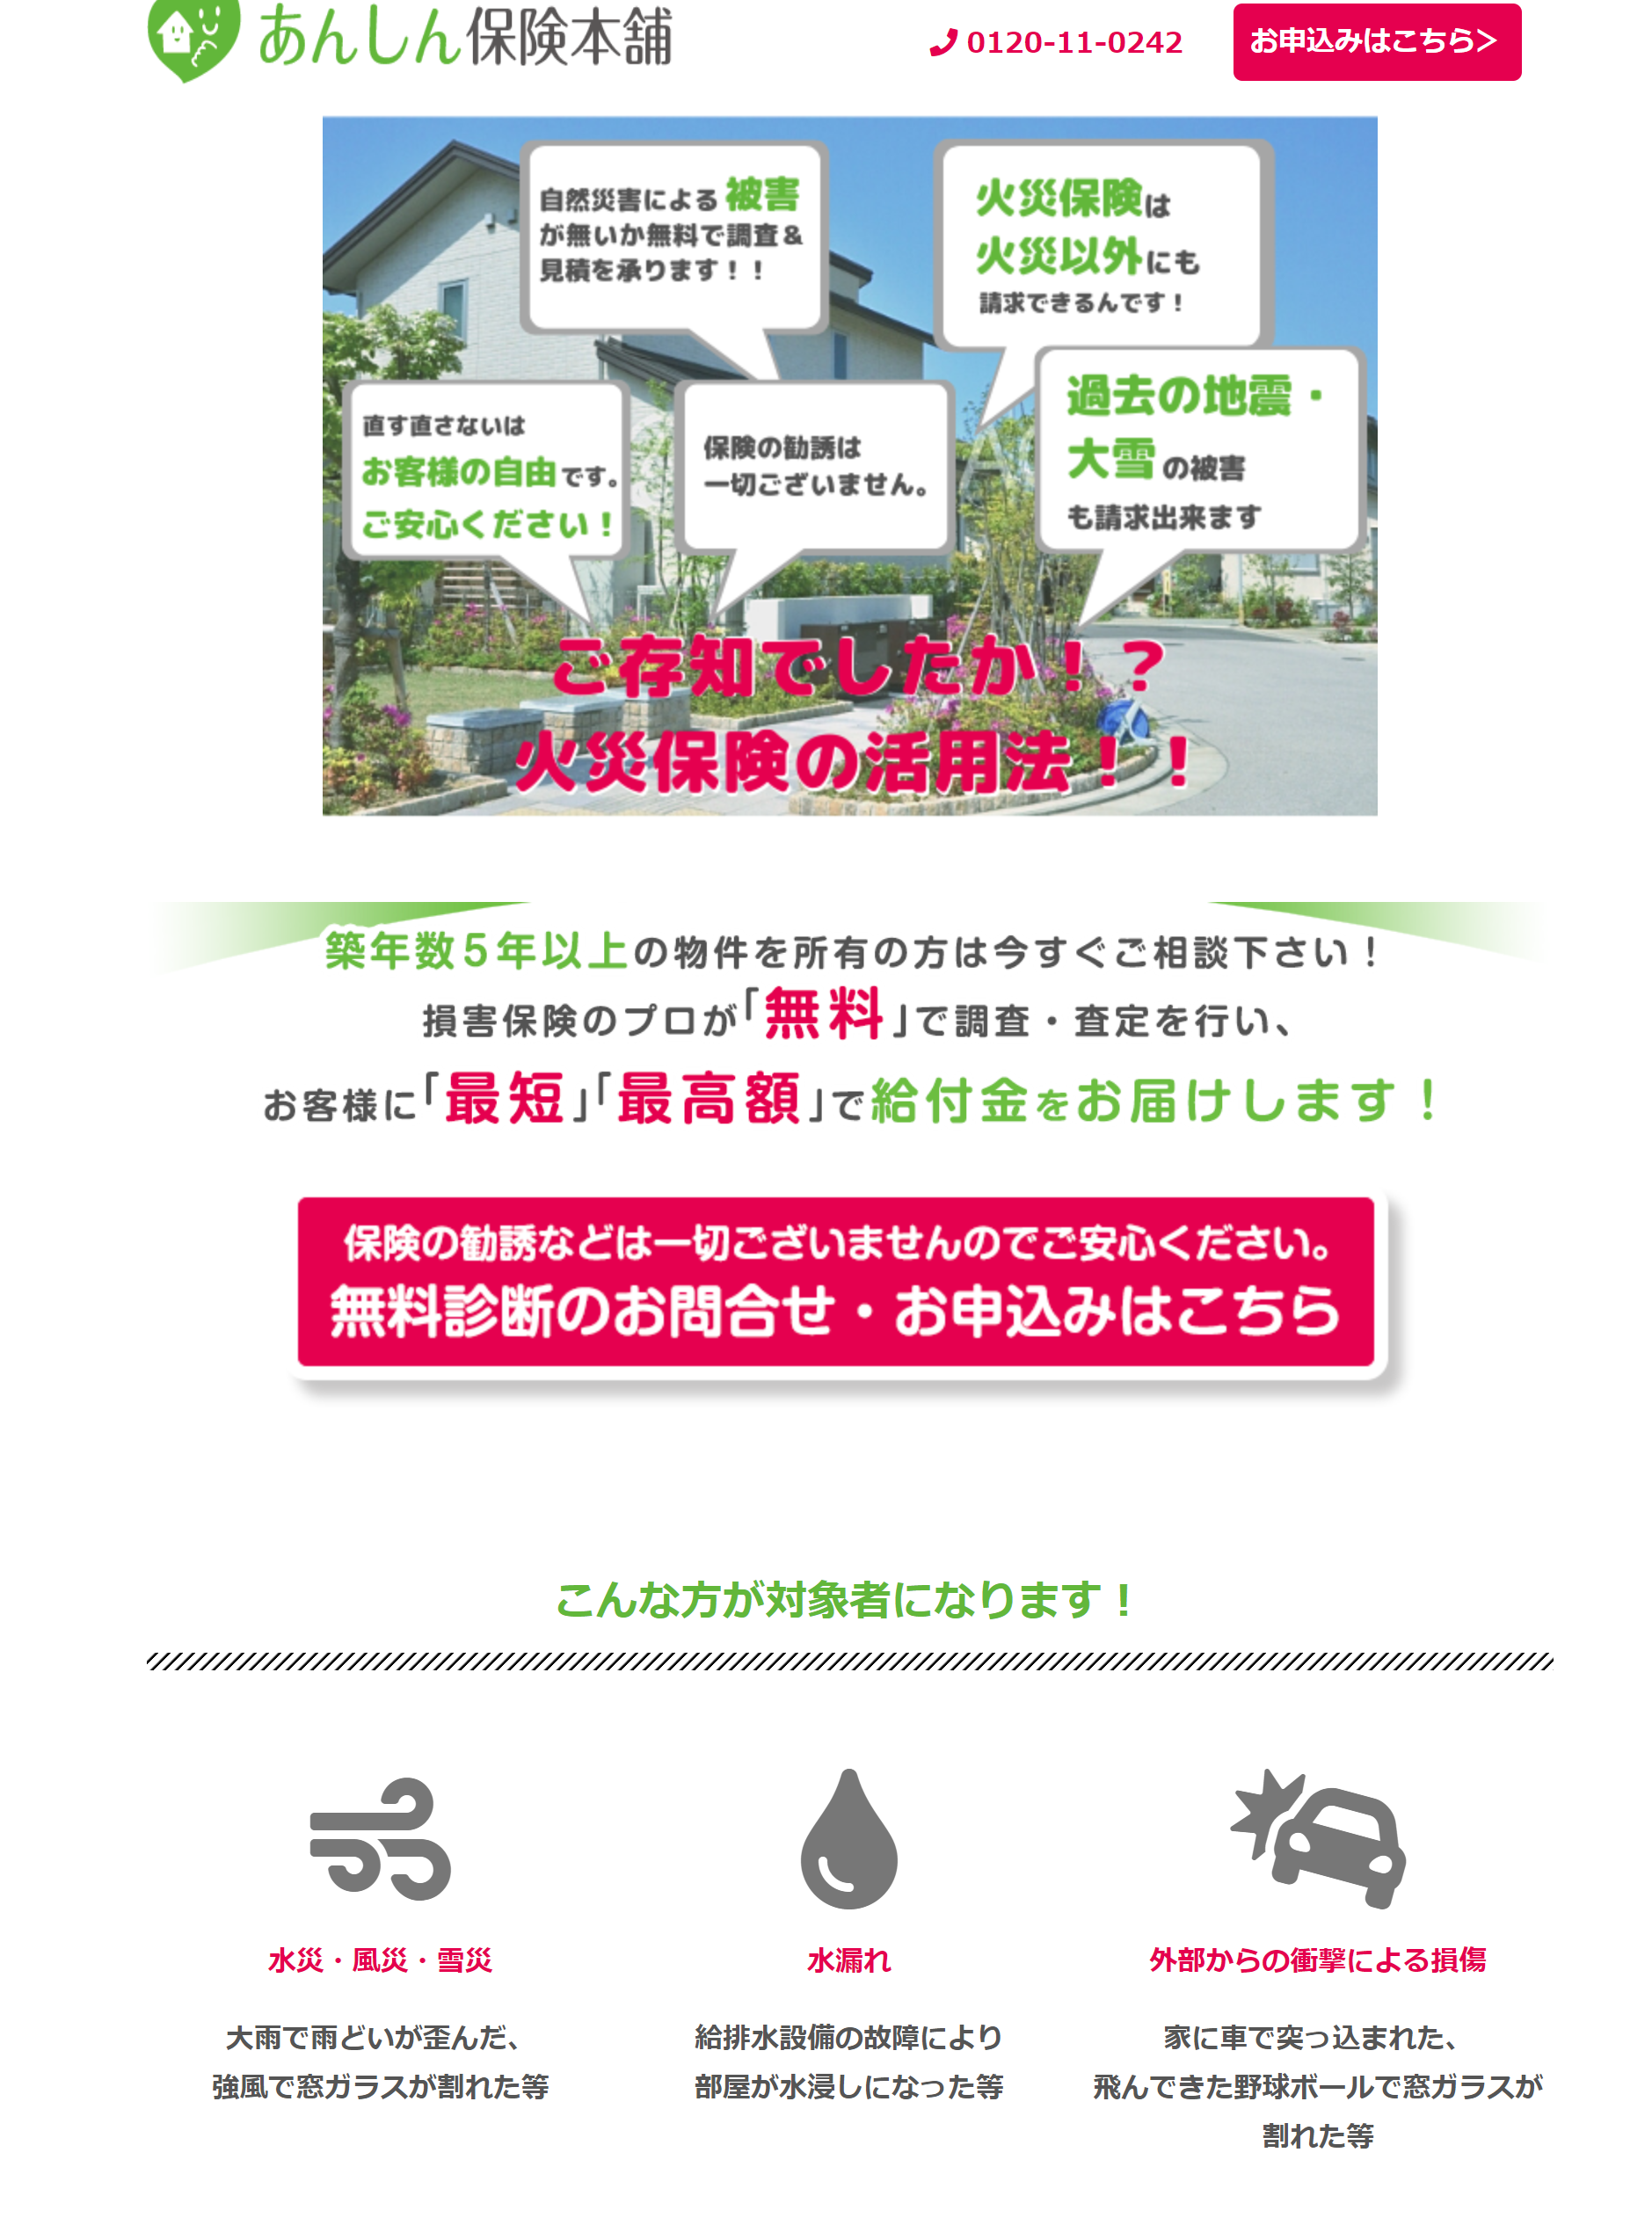 あんしん保険本舗
0120-11-0242
お申込みはこちら＞
自然災害による 被害
が無いか無料で調査＆
見積を承ります！！
火災保険は
火災以外にも
請求できるんです！
直す直さないは
お客様の自由です。
ご安心ください！
保険の勧誘は
一切ございません。
過去の地震・
大雪の被害
も請求出来ます
ご存知でしたか！？
火災保険の活用法！！
築年数５年以上の物件を所有の方は今すぐご相談下さい！
損害保険のプロが「無料」で調査・査定を行い、
お客様に「最短」「最高額」で給付金をお届けします！
保険の勧誘などは一切ございませんのでご安心ください。
無料診断のお問合せ・お申込みはこちら
こんな方が対象者になります！
水災・風災・雪災
大雨で雨どいが歪んだ、
強風で窓ガラスが割れた等
水漏れ
給排水設備の故障により
部屋が水浸しになった等
外部からの衝撃による損傷
家に車で突っ込まれた、
飛んできた野球ボールで窓ガラスが
割れた等